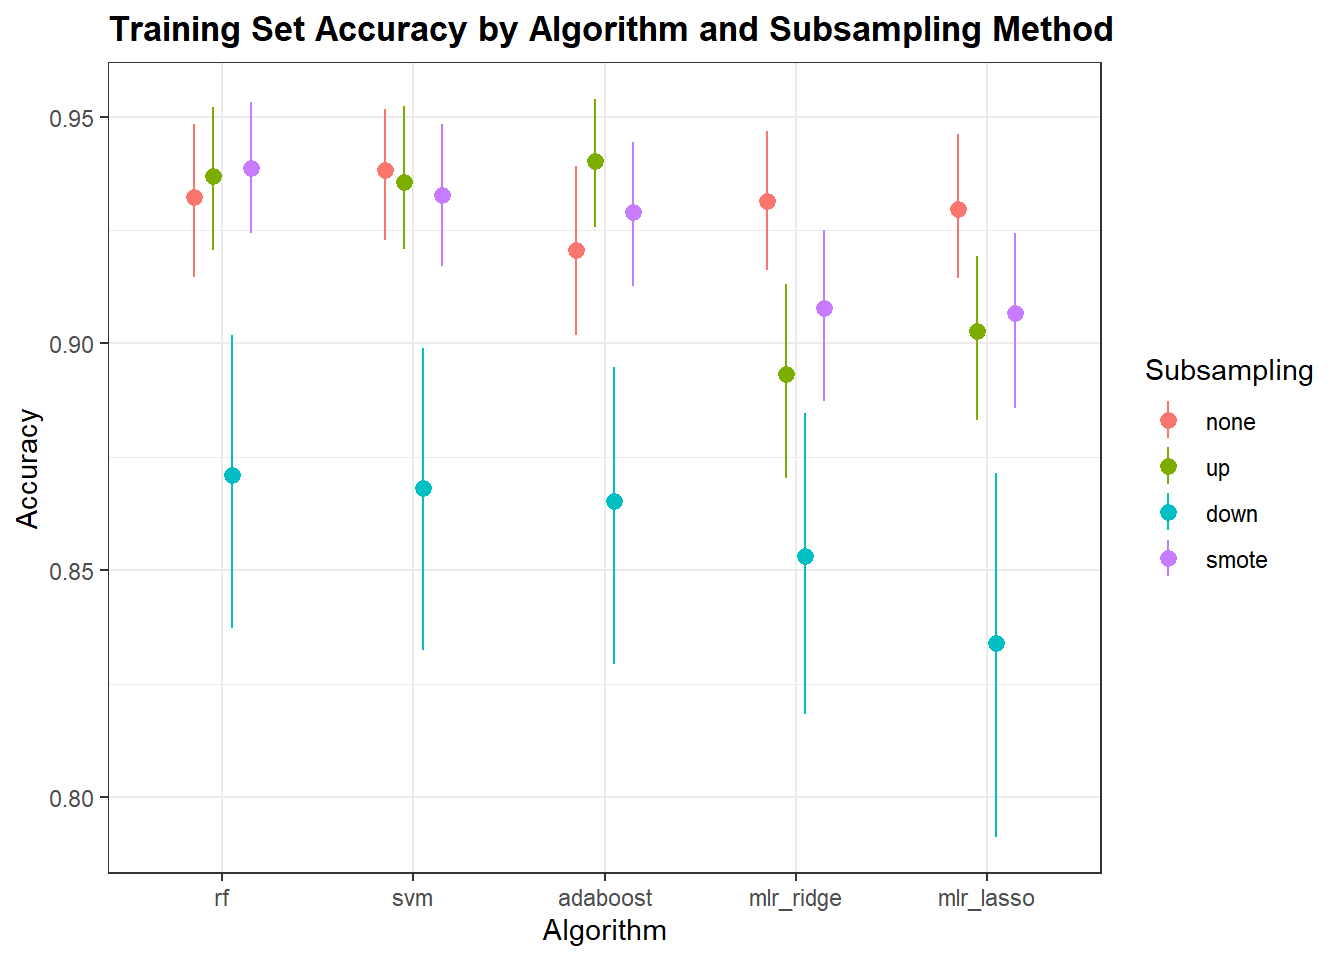 Training Set Accuracy by Algorithm and Subsampling Method
Accuracy
0.95
0.90
0.85
0.80
rf svm adaboost mlr_ridge mlr_lasso
Algorithm
Subsampling
none
up
down
smote